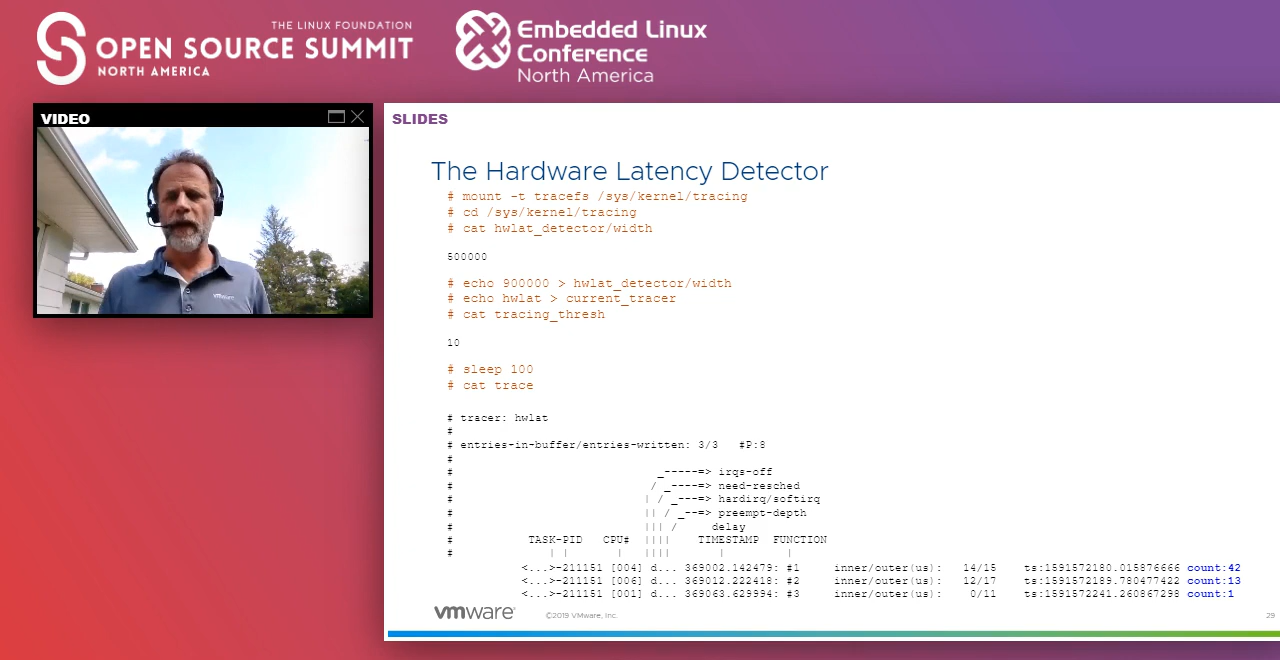 THE LINUX FOUNDATION
OPEN SOURCE SUMMIT
NORTH AMERICA
Embedded Linux
Conference
North America
VIDEO
vmware
SLIDES
The Hardware Latency Detector
# mount -t tracefs /sys/kernel/tracing
# cd /sys/kernel/tracing
# cat hwlat_detector/width
500000
# echo 900000 > hwlat_detector/width
# echo hwlat > current_tracer
# cat tracing_thresh
10
# sleep 100
# cat trace
# tracer: hwlat
#
# entries-in-buffer/entries-written: 3/3   #P:8
#
#                              _-----=> irqs-off
#                             / _----=> need-resched
#                            | / _---=> hardirq/softirq
#                            || / _--=> preempt-depth
#                            ||| /     delay
#           TASK-PID   CPU#  ||||    TIMESTAMP  FUNCTION
#              | |       |   ||||       |         |
<...>-211151 [004] d... 369002.142479: #1     inner/outer(us):   14/15    ts:1591572180.015876666 count:42
<...>-211151 [006] d... 369012.222418: #2     inner/outer(us):   12/17    ts:1591572189.780477422 count:13
<...>-211151 [001] d... 369063.629994: #3     inner/outer(us):    0/11    ts:1591572241.260867298 count:1
vmware®
©2019 VMware, Inc.
29